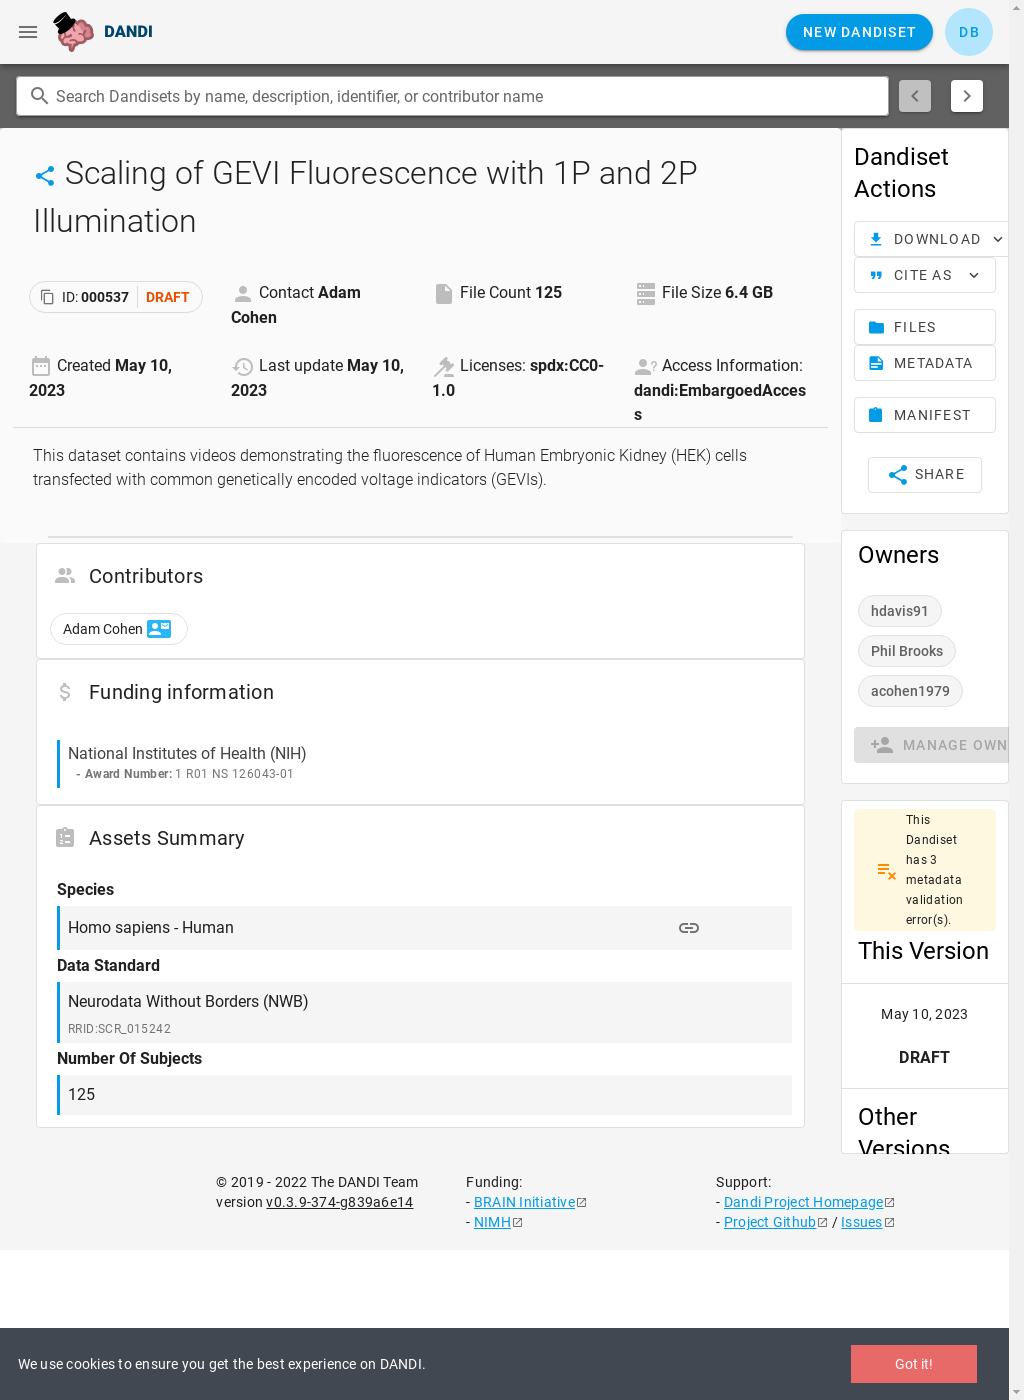 DANDI
NEW DANDISET
DB
Search Dandisets by name, description, identifier, or contributor name
Scaling of GEVI Fluorescence with 1P and 2P
Illumination
ID: 000537 DRAFT
Contact Adam
Cohen
File Count 125
File Size 6.4 GB
Created May 10,
2023
Last update May 10,
2023
Licenses: spdx:CC0-
1.0
Access Information:
dandi:EmbargoedAcces
s
This dataset contains videos demonstrating the fluorescence of Human Embryonic Kidney (HEK) cells
transfected with common genetically encoded voltage indicators (GEVIs).
Contributors
Adam Cohen
Funding information
National Institutes of Health (NIH)
- Award Number: 1 R01 NS 126043-01
Assets Summary
Species
Homo sapiens - Human
Data Standard
Neurodata Without Borders (NWB)
RRID:SCR_015242
Number Of Subjects
125
Dandiset
Actions
DOWNLOAD
CITE AS
FILES
METADATA
MANIFEST
SHARE
Owners
hdavis91
Phil Brooks
acohen1979
MANAGE OWN
This
Dandiset
has 3
metadata
validation
error(s).
This Version
May 10, 2023
DRAFT
Other
Versions
© 2019 - 2022 The DANDI Team
version v0.3.9-374-g839a6e14
Funding:
- BRAIN Initiative
- NIMH
Support:
- Dandi Project Homepage
- Project Github / Issues
We use cookies to ensure you get the best experience on DANDI.
Got it!